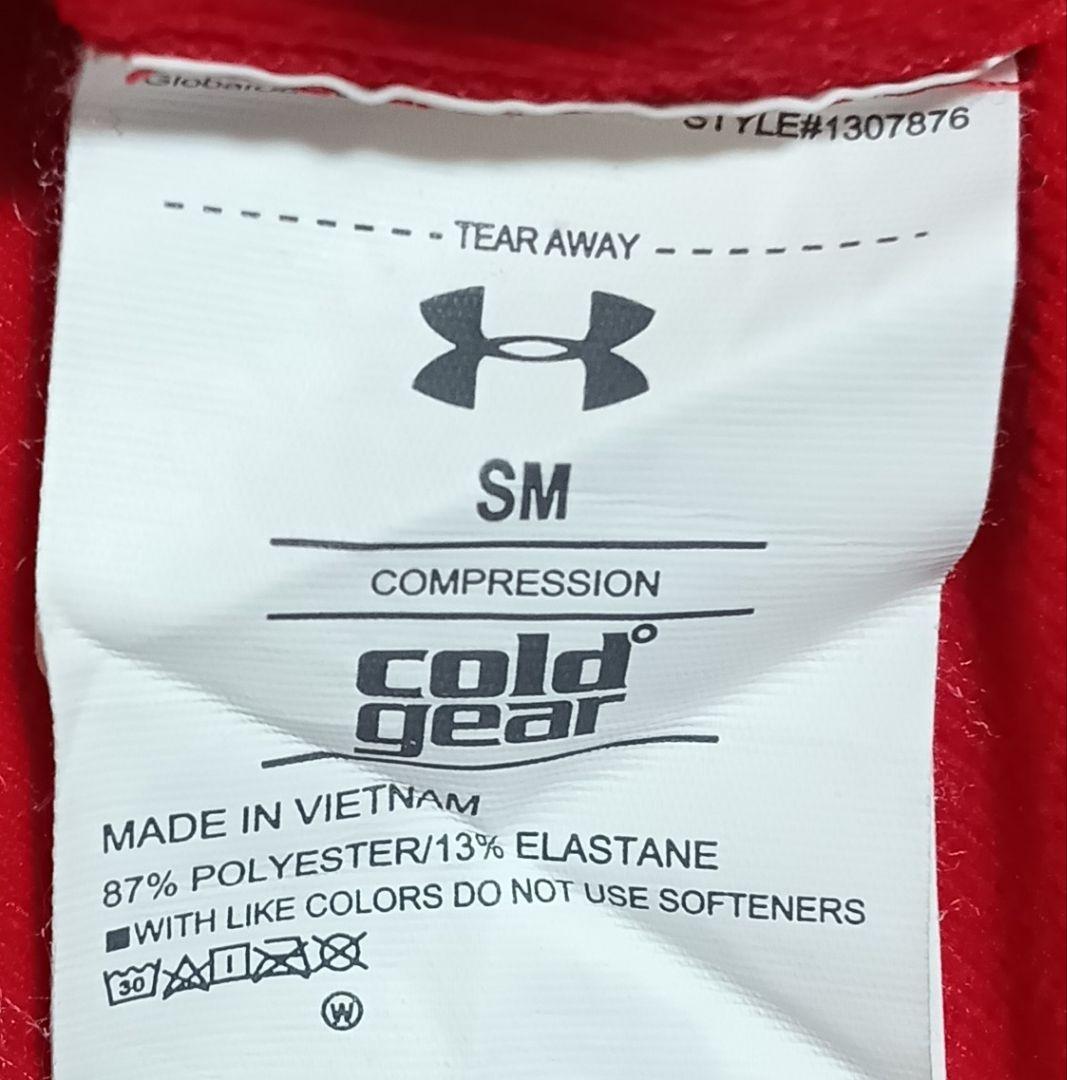 STYLE#1307876
TEAR AWAY
SM
COMPRESSION
cold
gear
MADE IN VIETNAM
87% POLYESTER/13% ELASTANE
WITH LIKE COLORS DO NOT USE SOFTENERS
30
W